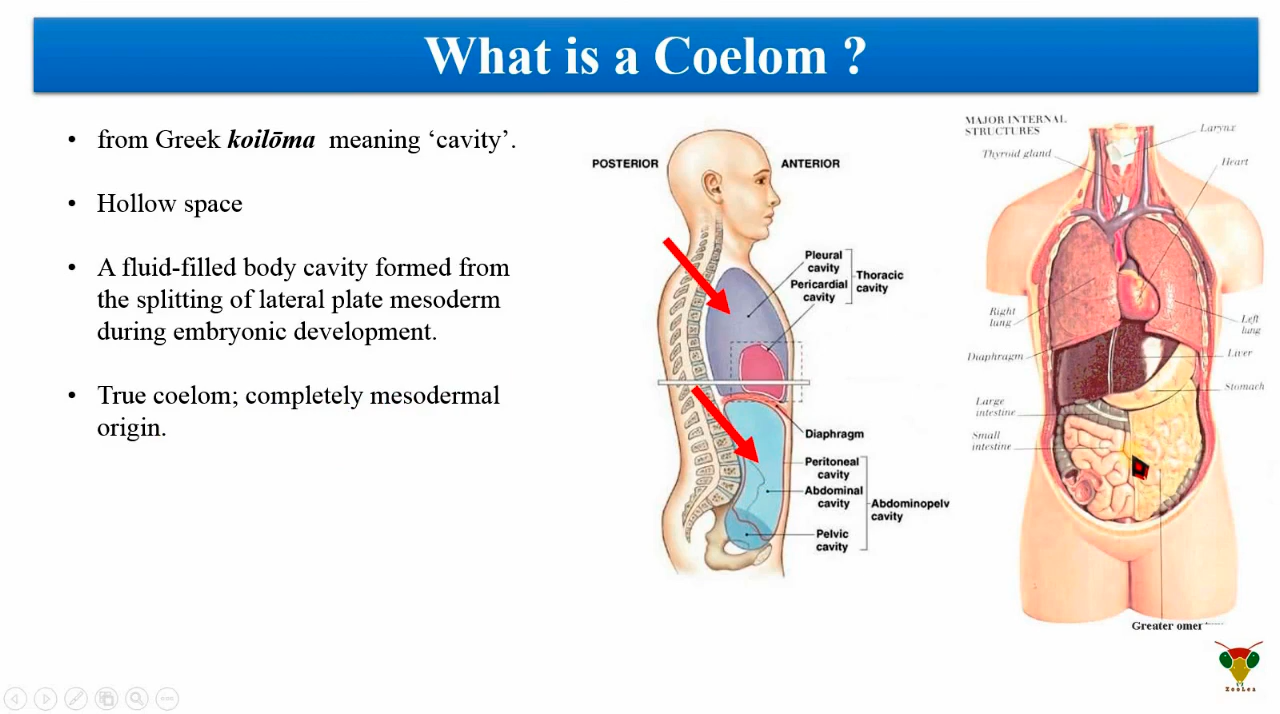 What is a Coelom ?
• from Greek koilōma meaning ‘cavity’.
• Hollow space
• A fluid-filled body cavity formed from
the splitting of lateral plate mesoderm
during embryonic development.
• True coelom; completely mesodermal
origin.
POSTERIOR
ANTERIOR
Pleural
cavity
Pericardial
cavity
Thoracic
cavity
Diaphragm
Peritoneal
cavity
Abdominal
cavity
Pelvic
cavity
Abdominopelv
cavity
MAJOR INTERNAL
STRUCTURES
Larynx
Thyroid gland
Heart
Right
lung
Left
lung
Diaphragm
Liver
Stomach
Large
intestine
Small
intestine
Greater omer
ZooLea